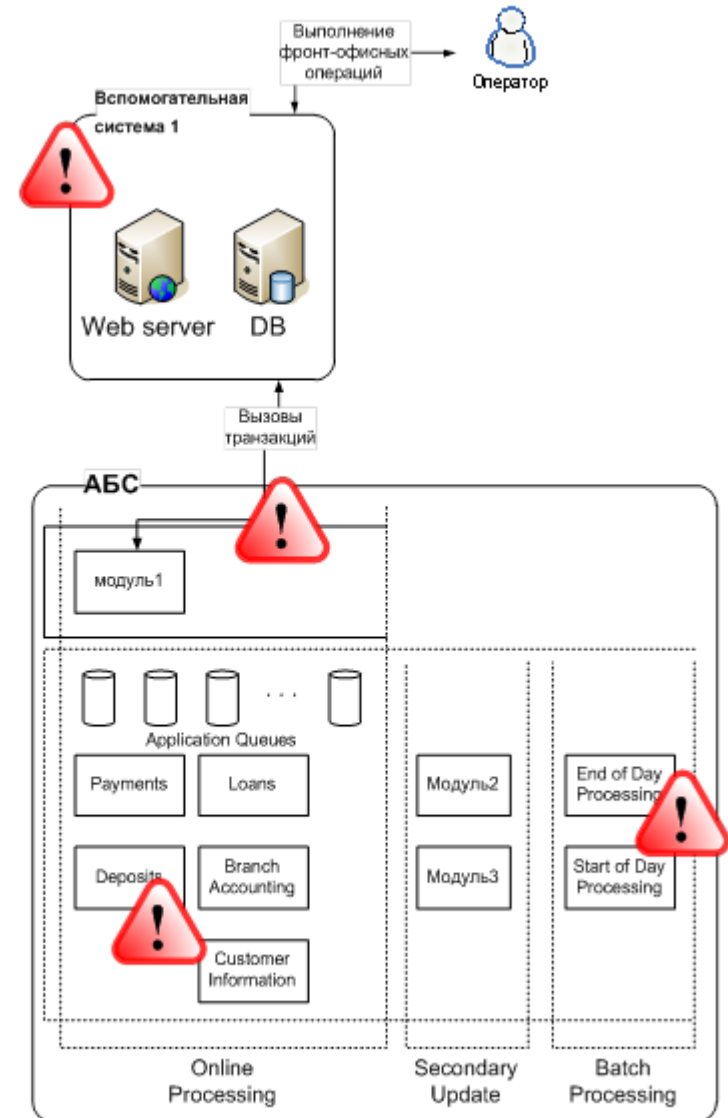 Выполнение
фронт-офисных
операций
Оператор
Вспомогательная
система 1
Web server
DB
Вызовы
транзакций
АБС
модуль1
. . .
Application Queues
Payments
Loans
Модуль2
End of Day
Processing
Deposits
Branch
Accounting
Модуль3
Start of Day
Processing
Customer
Information
Online
Processing
Secondary
Update
Batch
Processing